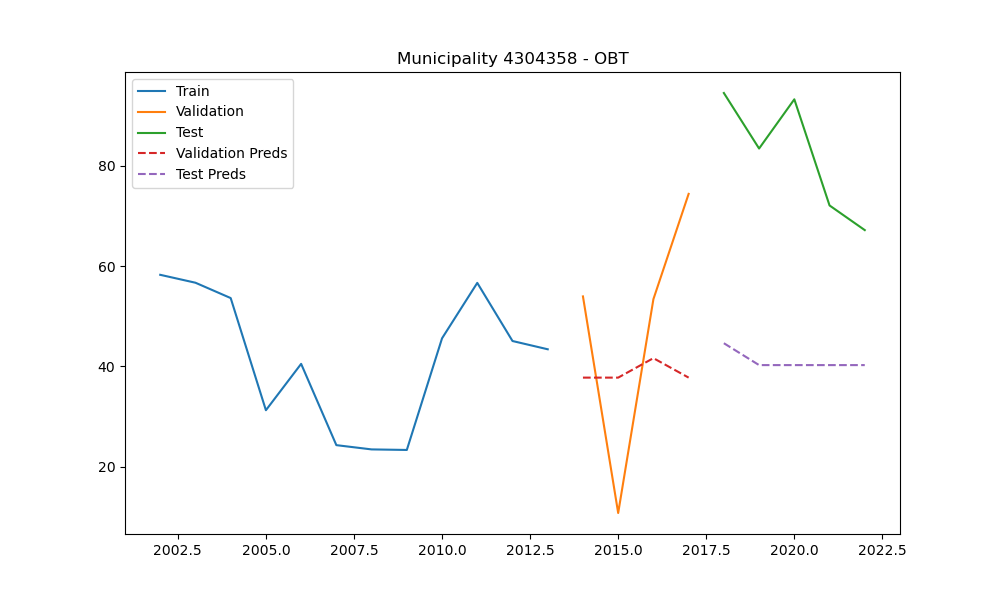 Municipality 4304358 - OBT
Train
Validation
Test
Validation Preds
Test Preds
80
60
40
20
2002.5 2005.0 2007.5 2010.0 2012.5 2015.0 2017.5 2020.0 2022.5